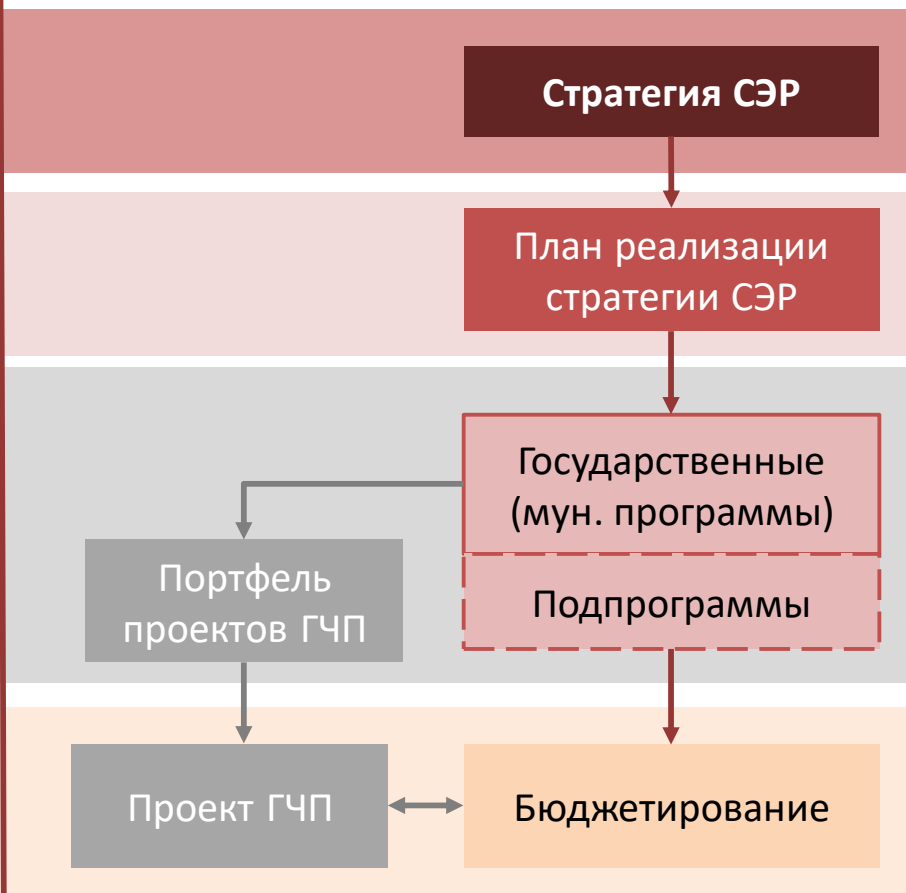 Стратегия СЭР
План реализации
стратегии СЭР
Государственные
(мун. программы)
Портфель
проектов ГЧП
Подпрограммы
Проект ГЧП
Бюджетирование